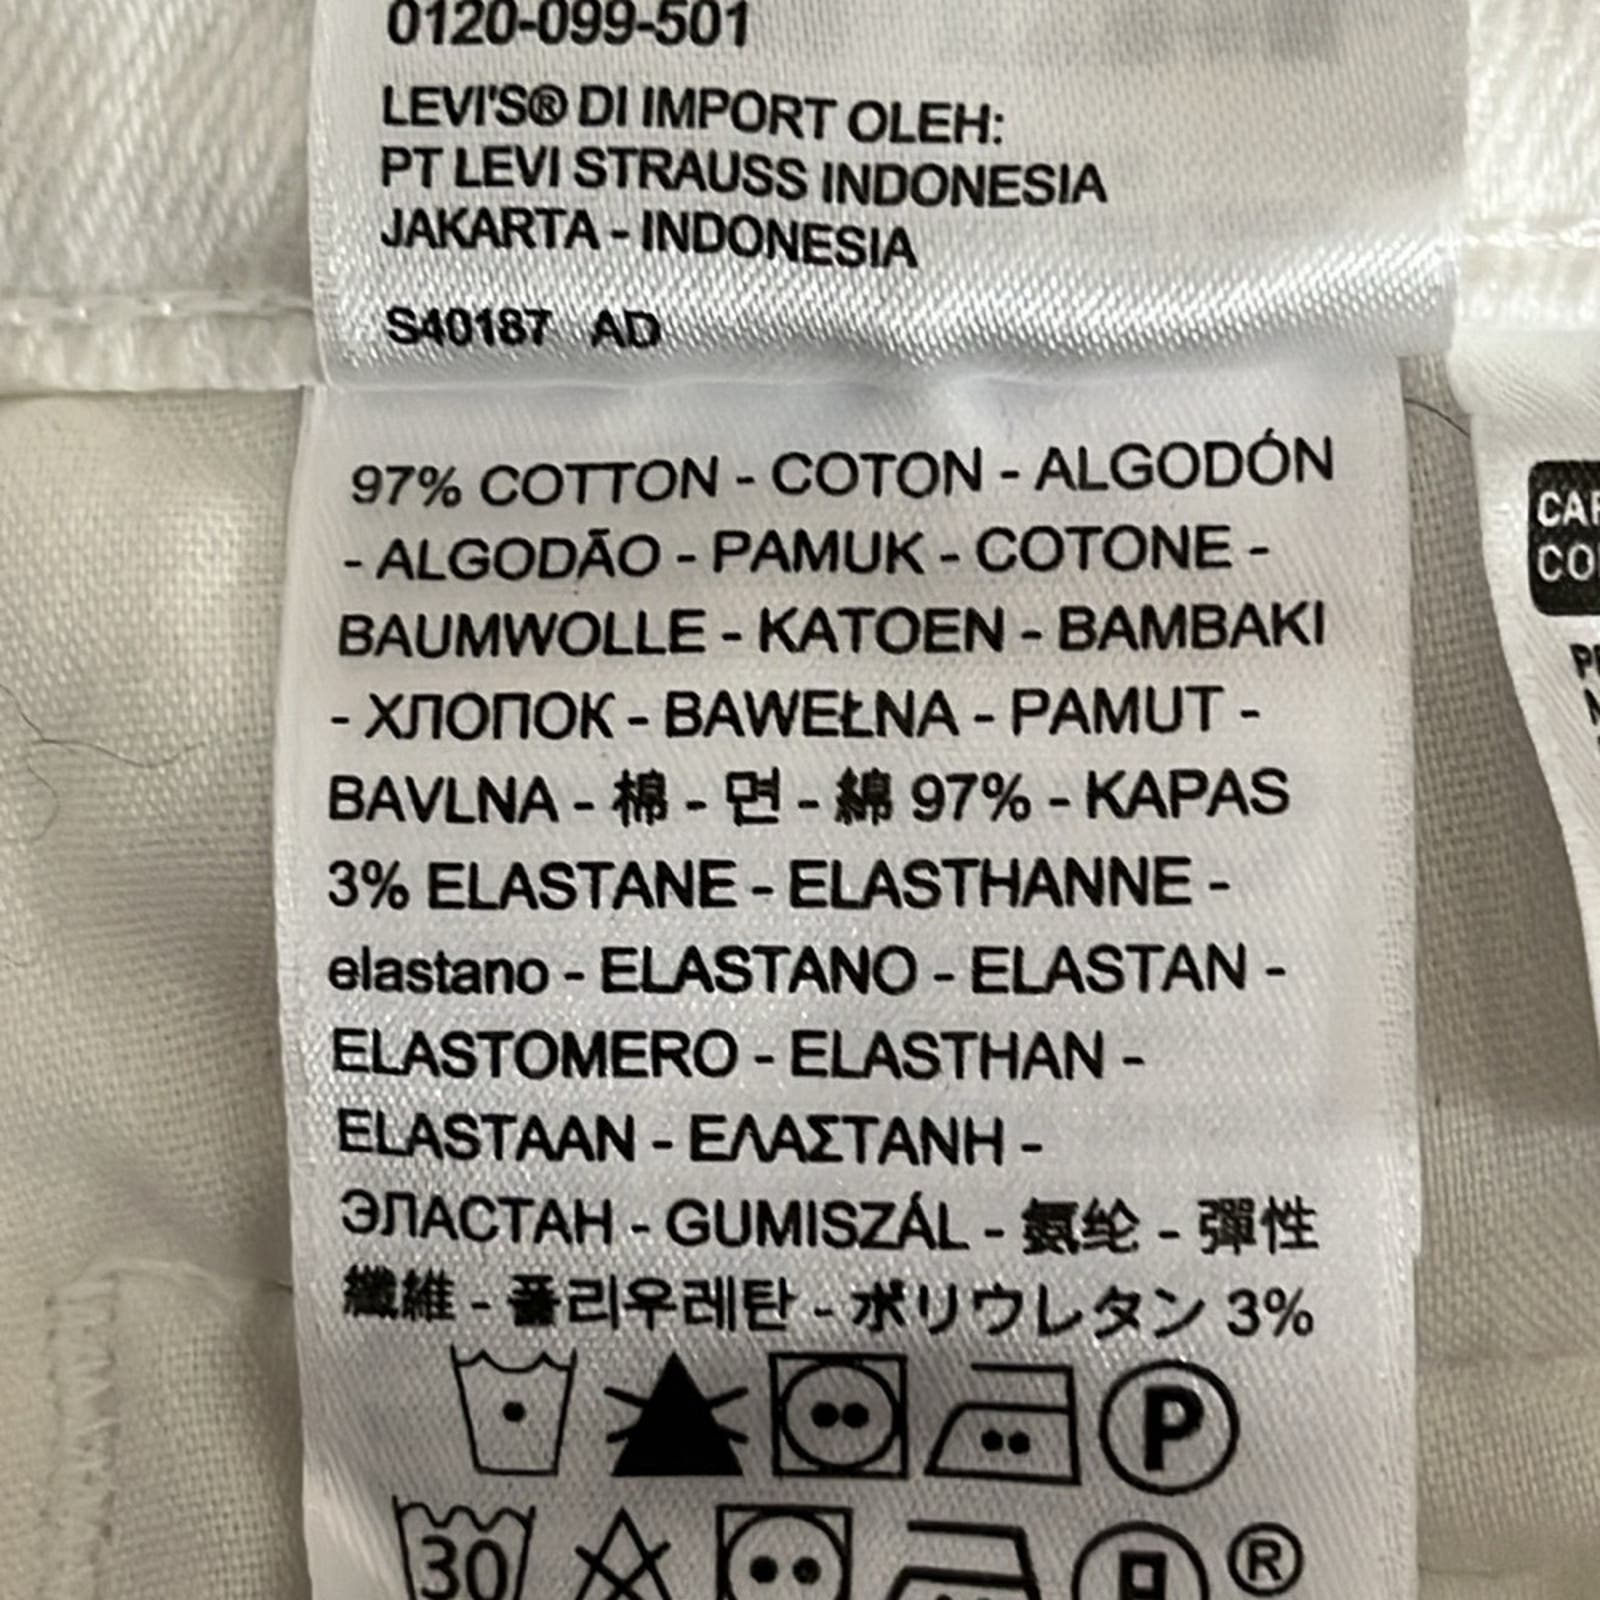 0120-099-501
LEVI'S® DI IMPORT OLEH:
PT LEVI STRAUSS INDONESIA
JAKARTA - INDONESIA
S40187 AD
97% COTTON - COTON - ALGODÓN
- ALGODÃO - PAMUK - COTONE -
BAUMWOLLE - KATOEN - BAMBAKI
- ХЛОПОК - BAWEŁNA - PAMUT -
BAVLNA - 棉 - 면 - 綿 97% - KAPAS
3% ELASTANE - ELASTHANNE -
elastano - ELASTANO - ELASTAN -
ELASTOMERO - ELASTHAN -
ELASTAAN - ΕΛΑΣΤΑΝΗ -
ЭЛАСТАН - GUMISZÁL - 氨纶 - 彈性
纖維 - 폴리우레탄 - ポリウレタン 3%
P
30
®